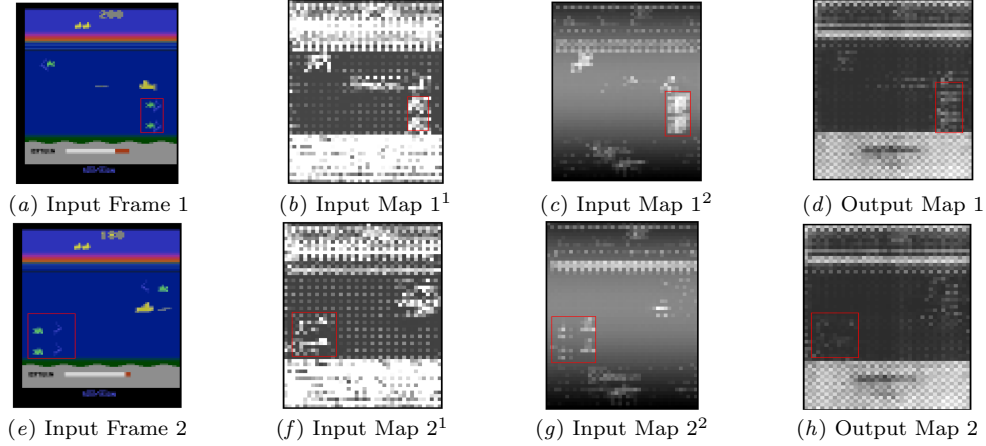 200
(a) Input Frame 1
(b) Input Map 1¹
(c) Input Map 1²
(d) Output Map 1
180
(e) Input Frame 2
(f) Input Map 2¹
(g) Input Map 2²
(h) Output Map 2